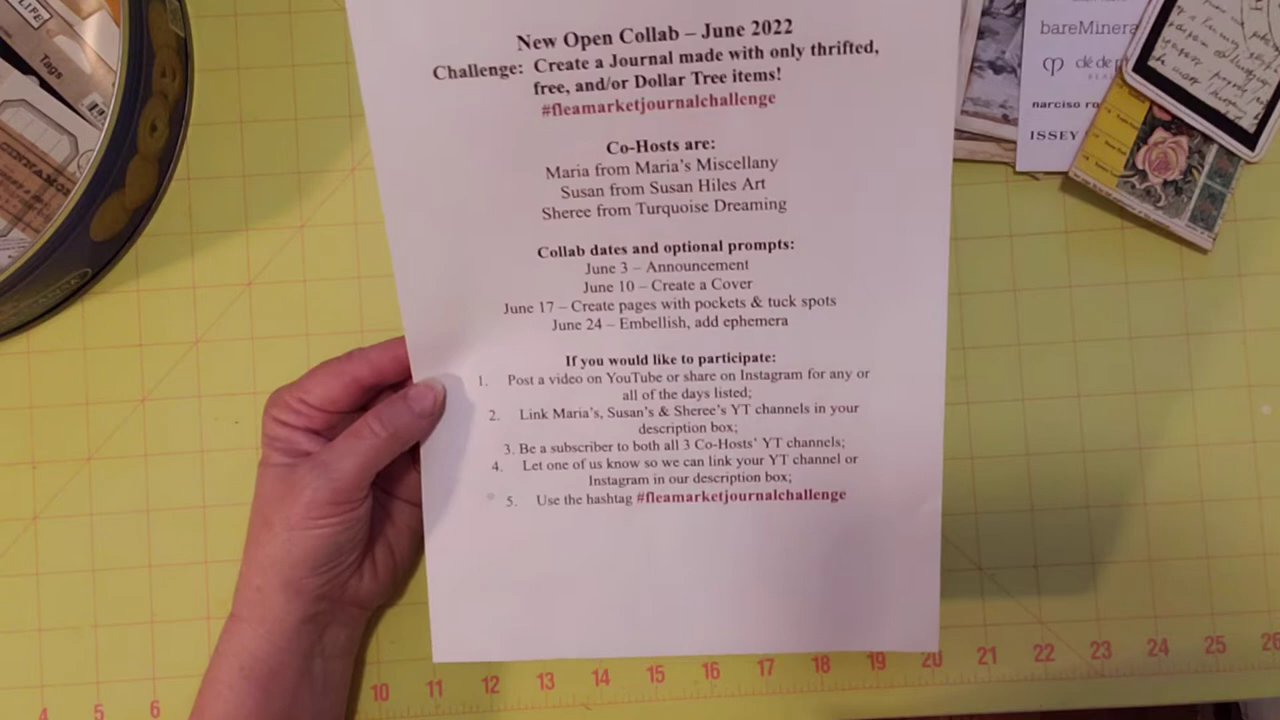 New Open Collab – June 2022
Challenge: Create a Journal made with only thrifted,
free, and/or Dollar Tree items!
#fleamarketjournalchallenge
Co-Hosts are:
Maria from Maria's Miscellany
Susan from Susan Hiles Art
Sheree from Turquoise Dreaming
Collab dates and optional prompts:
June 3 – Announcement
June 10 – Create a Cover
June 17 – Create pages with pockets & tuck spots
June 24 – Embellish, add ephemera
If you would like to participate:
1. Post a video on YouTube or share on Instagram for any or
all of the days listed;
2. Link Maria's, Susan's & Sheree's YT channels in your
description box;
3. Be a subscriber to both all 3 Co-Hosts' YT channels;
4. Let one of us know so we can link your YT channel or
Instagram in our description box;
5. Use the hashtag #fleamarketjournalchallenge
LIFE
Tags
bareMinera
clé de p
narciso ro
ISSEY
4 5 6 10 11 12 13 14 15 16 17 18 19 20 21 22 23 24 25 26